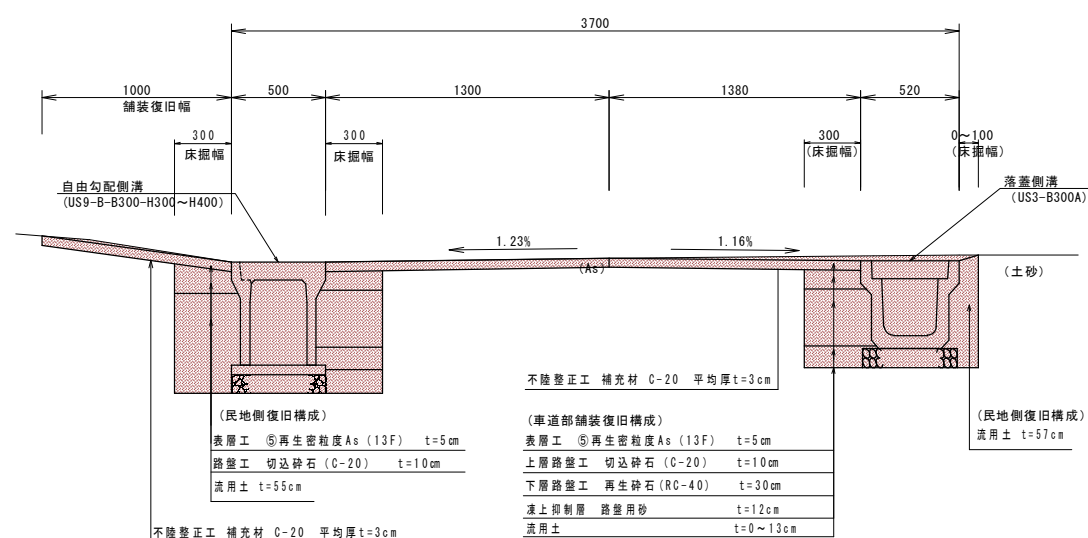 3700
1000
舗装復旧幅
500
1300
1380
520
300
床掘幅
300
床掘幅
300
(床掘幅)
0～100
(床掘幅)
自由勾配側溝
(US9-B-B300-H300～H400)
落蓋側溝
(US3-B300A)
1.23%
1.16%
(As)
(土砂)
不陸整正工 補充材 C-20 平均厚t=3cm
(民地側復旧構成)
表層工 ⑤再生密粒度As (13F) t=5cm
路盤工 切込砕石 (C-20) t=10cm
流用土 t=55cm
不陸整正工 補充材 C-20 平均厚t=3cm
(車道部舗装復旧構成)
表層工 ⑤再生密粒度As (13F) t=5cm
上層路盤工 切込砕石 (C-20) t=10cm
下層路盤工 再生砕石(RC-40) t=30cm
凍上抑制層 路盤用砂 t=12cm
流用土 t=0～13cm
(民地側復旧構成)
流用土 t=57cm